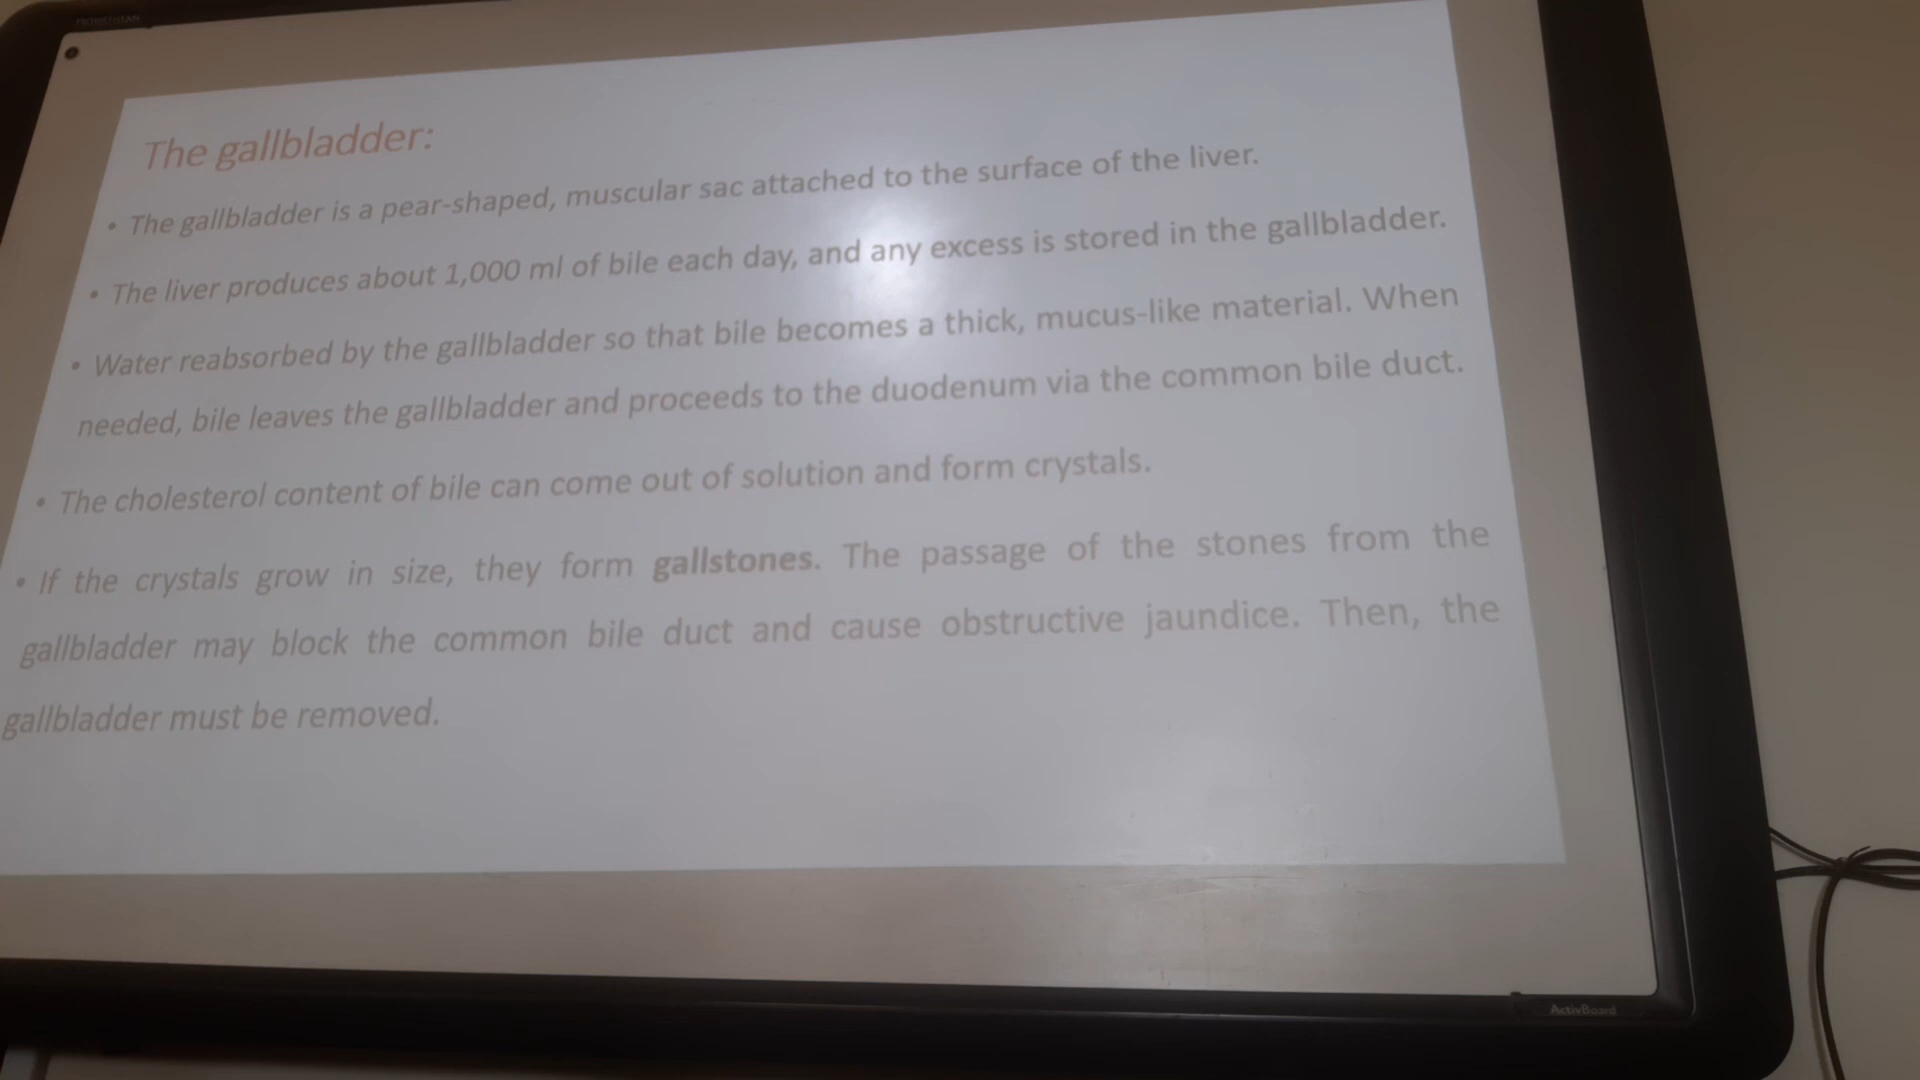 PROMETHEAN
The gallbladder:
• The gallbladder is a pear-shaped, muscular sac attached to the surface of the liver.
• The liver produces about 1,000 ml of bile each day, and any excess is stored in the gallbladder.
• Water reabsorbed by the gallbladder so that bile becomes a thick, mucus-like material. When
needed, bile leaves the gallbladder and proceeds to the duodenum via the common bile duct.
• The cholesterol content of bile can come out of solution and form crystals.
• If the crystals grow in size, they form gallstones. The passage of the stones from the
gallbladder may block the common bile duct and cause obstructive jaundice. Then, the
gallbladder must be removed.
ActivBoard